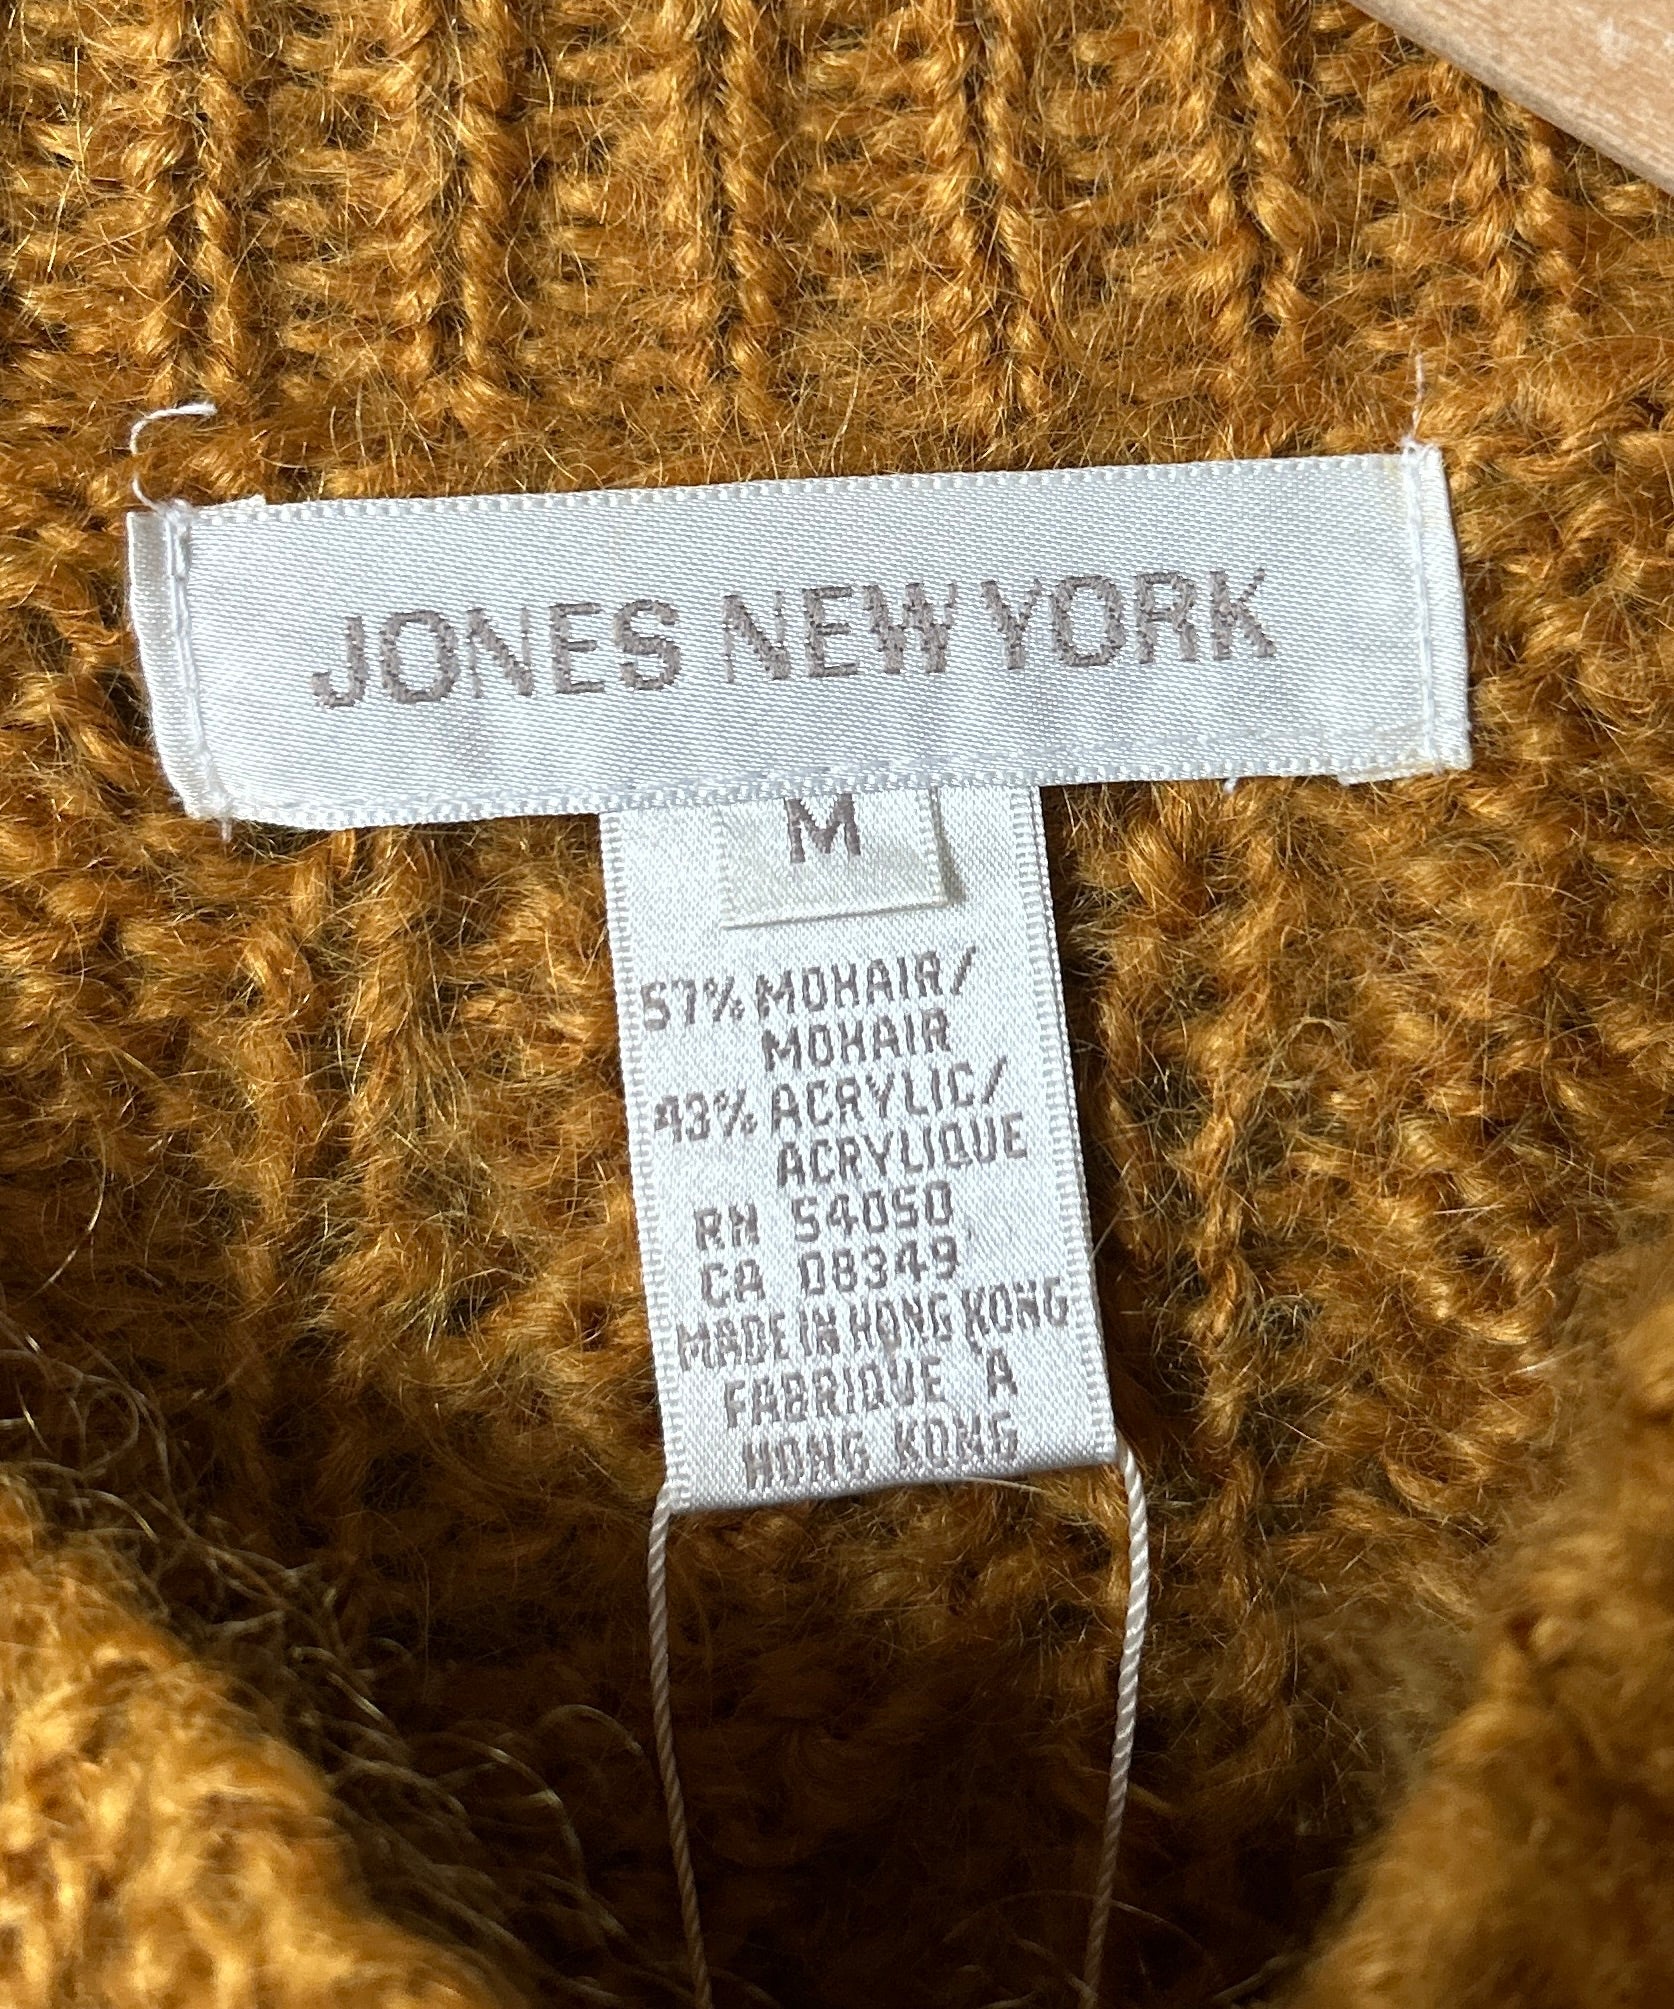 JONES NEW YORK
M
57% MOHAIR/
MOHAIR
43% ACRYLIC/
ACRYLIQUE
RN 54050
CA 08349
MADE IN HONG KONG
FABRIQUE A
HONG KONG